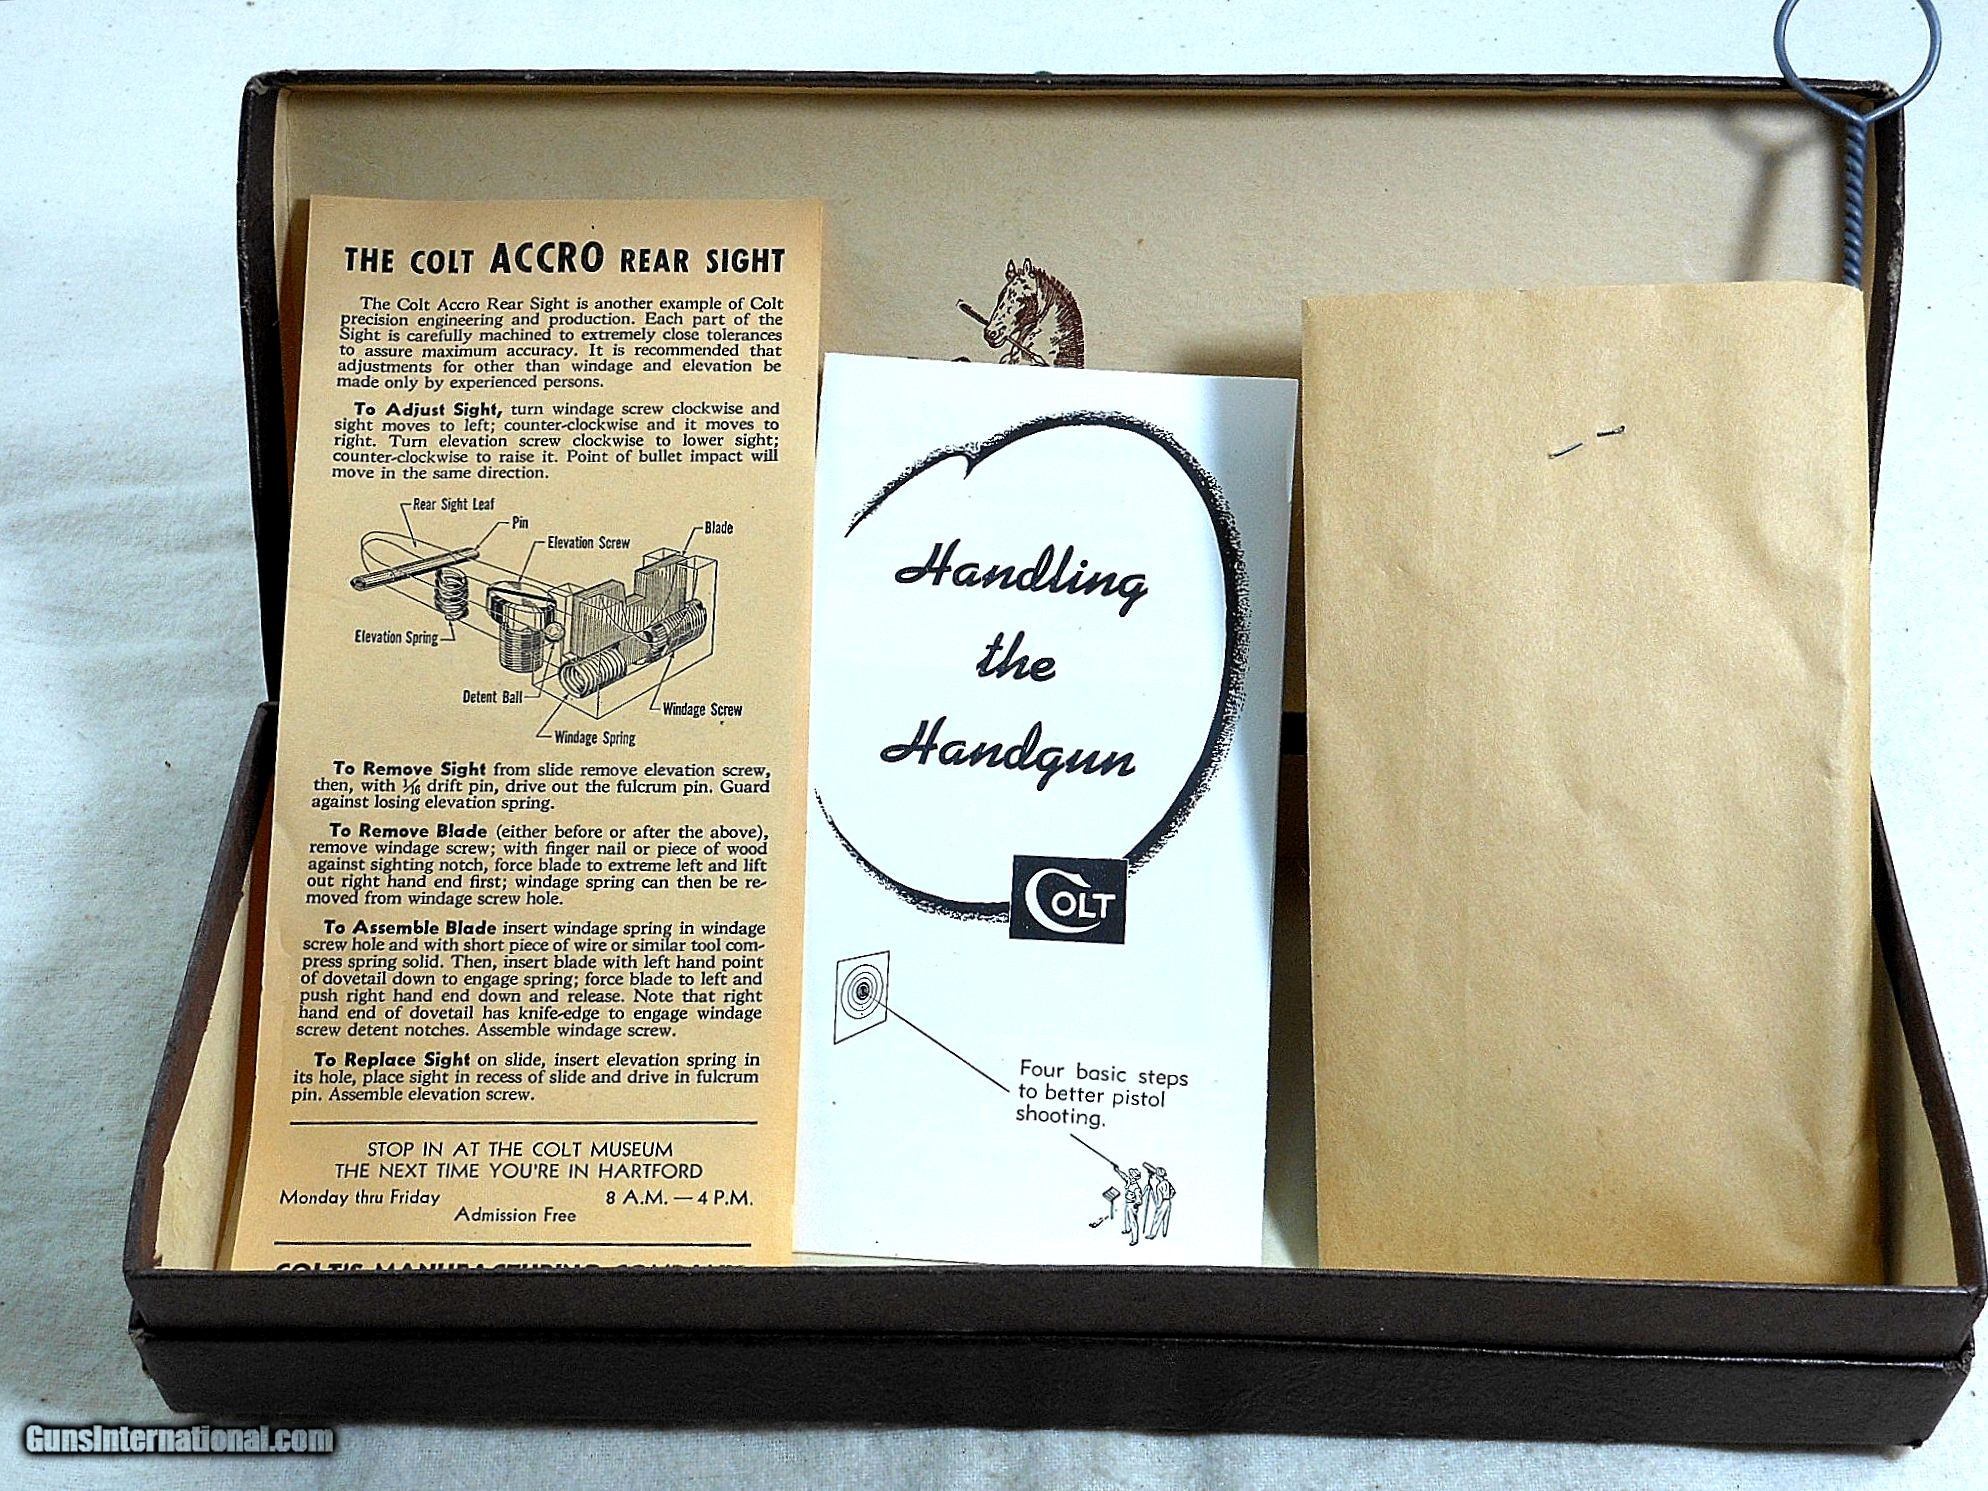 THE COLT ACCRO REAR SIGHT
The Colt Accro Rear Sight is another example of Colt
precision engineering and production. Each part of the
Sight is carefully machined to extremely close tolerances
to assure maximum accuracy. It is recommended that
adjustments for other than windage and elevation be
made only by experienced persons.
To Adjust Sight, turn windage screw clockwise and
sight moves to left; counter-clockwise and it moves to
right. Turn elevation screw clockwise to lower sight;
counter-clockwise to raise it. Point of bullet impact will
move in the same direction.
Rear Sight Leaf
Pin
Elevation Screw
Blade
Elevation Spring
Detent Ball
Windage Screw
Windage Spring
To Remove Sight from slide remove elevation screw,
then, with 1/16 drift pin, drive out the fulcrum pin. Guard
against losing elevation spring.
To Remove Blade (either before or after the above),
remove windage screw; with finger nail or piece of wood
against sighting notch, force blade to extreme left and lift
out right hand end first; windage spring can then be re-
moved from windage screw hole.
To Assemble Blade insert windage spring in windage
screw hole and with short piece of wire or similar tool com-
press spring solid. Then, insert blade with left hand point
of dovetail down to engage spring; force blade to left and
push right hand end down and release. Note that right
hand end of dovetail has knife-edge to engage windage
screw detent notches. Assemble windage screw.
To Replace Sight on slide, insert elevation spring in
its hole, place sight in recess of slide and drive in fulcrum
pin. Assemble elevation screw.
STOP IN AT THE COLT MUSEUM
THE NEXT TIME YOU'RE IN HARTFORD
Monday thru Friday 8 A.M. — 4 P.M.
Admission Free
COLT'S MANUFACTURING COMPANY
Handling
the
Handgun
COLT
Four basic steps
to better pistol
shooting.
GunsInternational.com